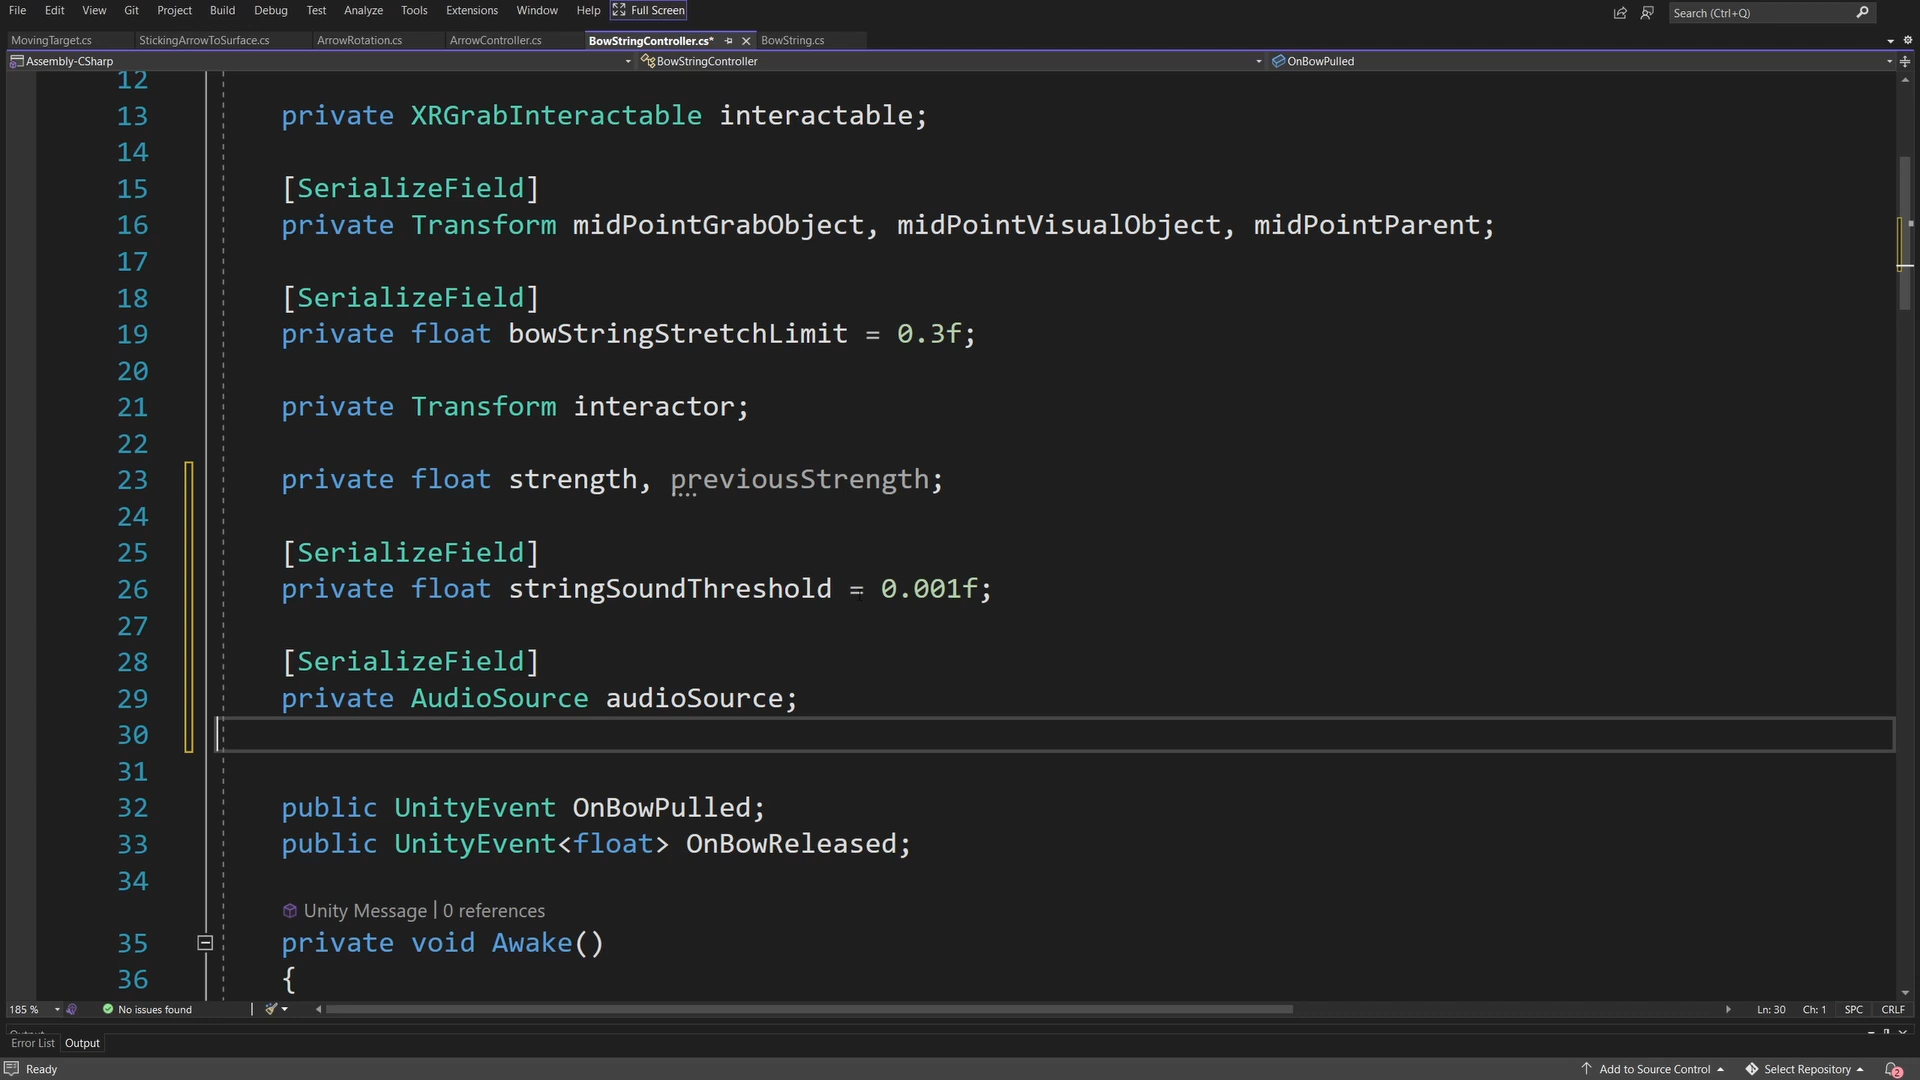 File Edit View Git Project Build Debug Test Analyze Tools Extensions Window Help Full Screen Search (Ctrl+Q)
MovingTarget.cs StickingArrowToSurface.cs ArrowRotation.cs ArrowController.cs BowStringController.cs* BowString.cs
Assembly-CSharp BowStringController OnBowPulled
12
13 private XRGrabInteractable interactable;
14
15 [SerializeField]
16 private Transform midPointGrabObject, midPointVisualObject, midPointParent;
17
18 [SerializeField]
19 private float bowStringStretchLimit = 0.3f;
20
21 private Transform interactor;
22
23 private float strength, previousStrength;
24
25 [SerializeField]
26 private float stringSoundThreshold = 0.001f;
27
28 [SerializeField]
29 private AudioSource audioSource;
30
31
32 public UnityEvent OnBowPulled;
33 public UnityEvent<float> OnBowReleased;
34
Unity Message | 0 references
35 private void Awake()
36 {
185 % No issues found Ln: 30 Ch: 1 SPC CRLF
Output
Error List Output
Ready Add to Source Control Select Repository 2